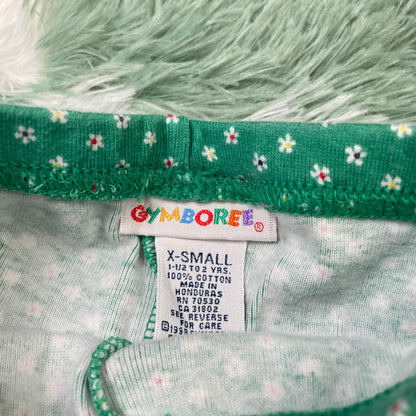 GYMBOREE®
X-SMALL
1-1/2 TO 2 YRS.
100% COTTON
MADE IN
HONDURAS
RN 70530
CA 31802
SEE REVERSE
FOR CARE